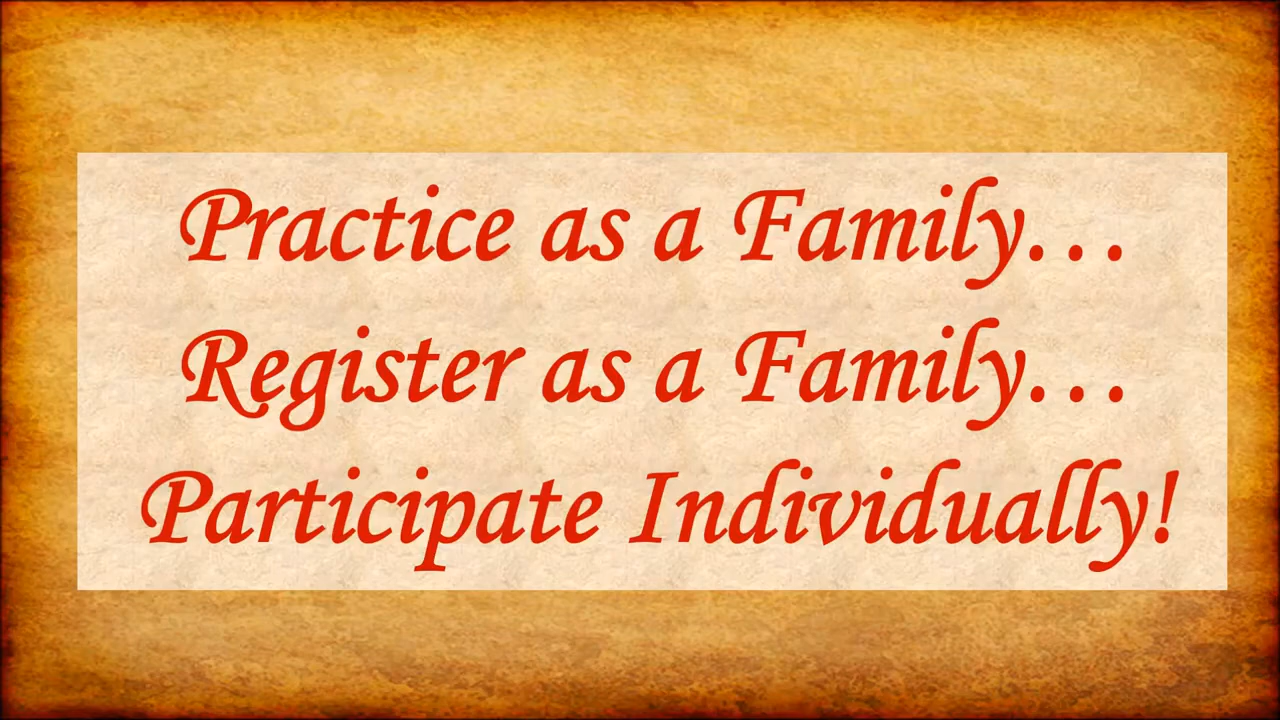 Practice as a Family...
Register as a Family...
Participate Individually!